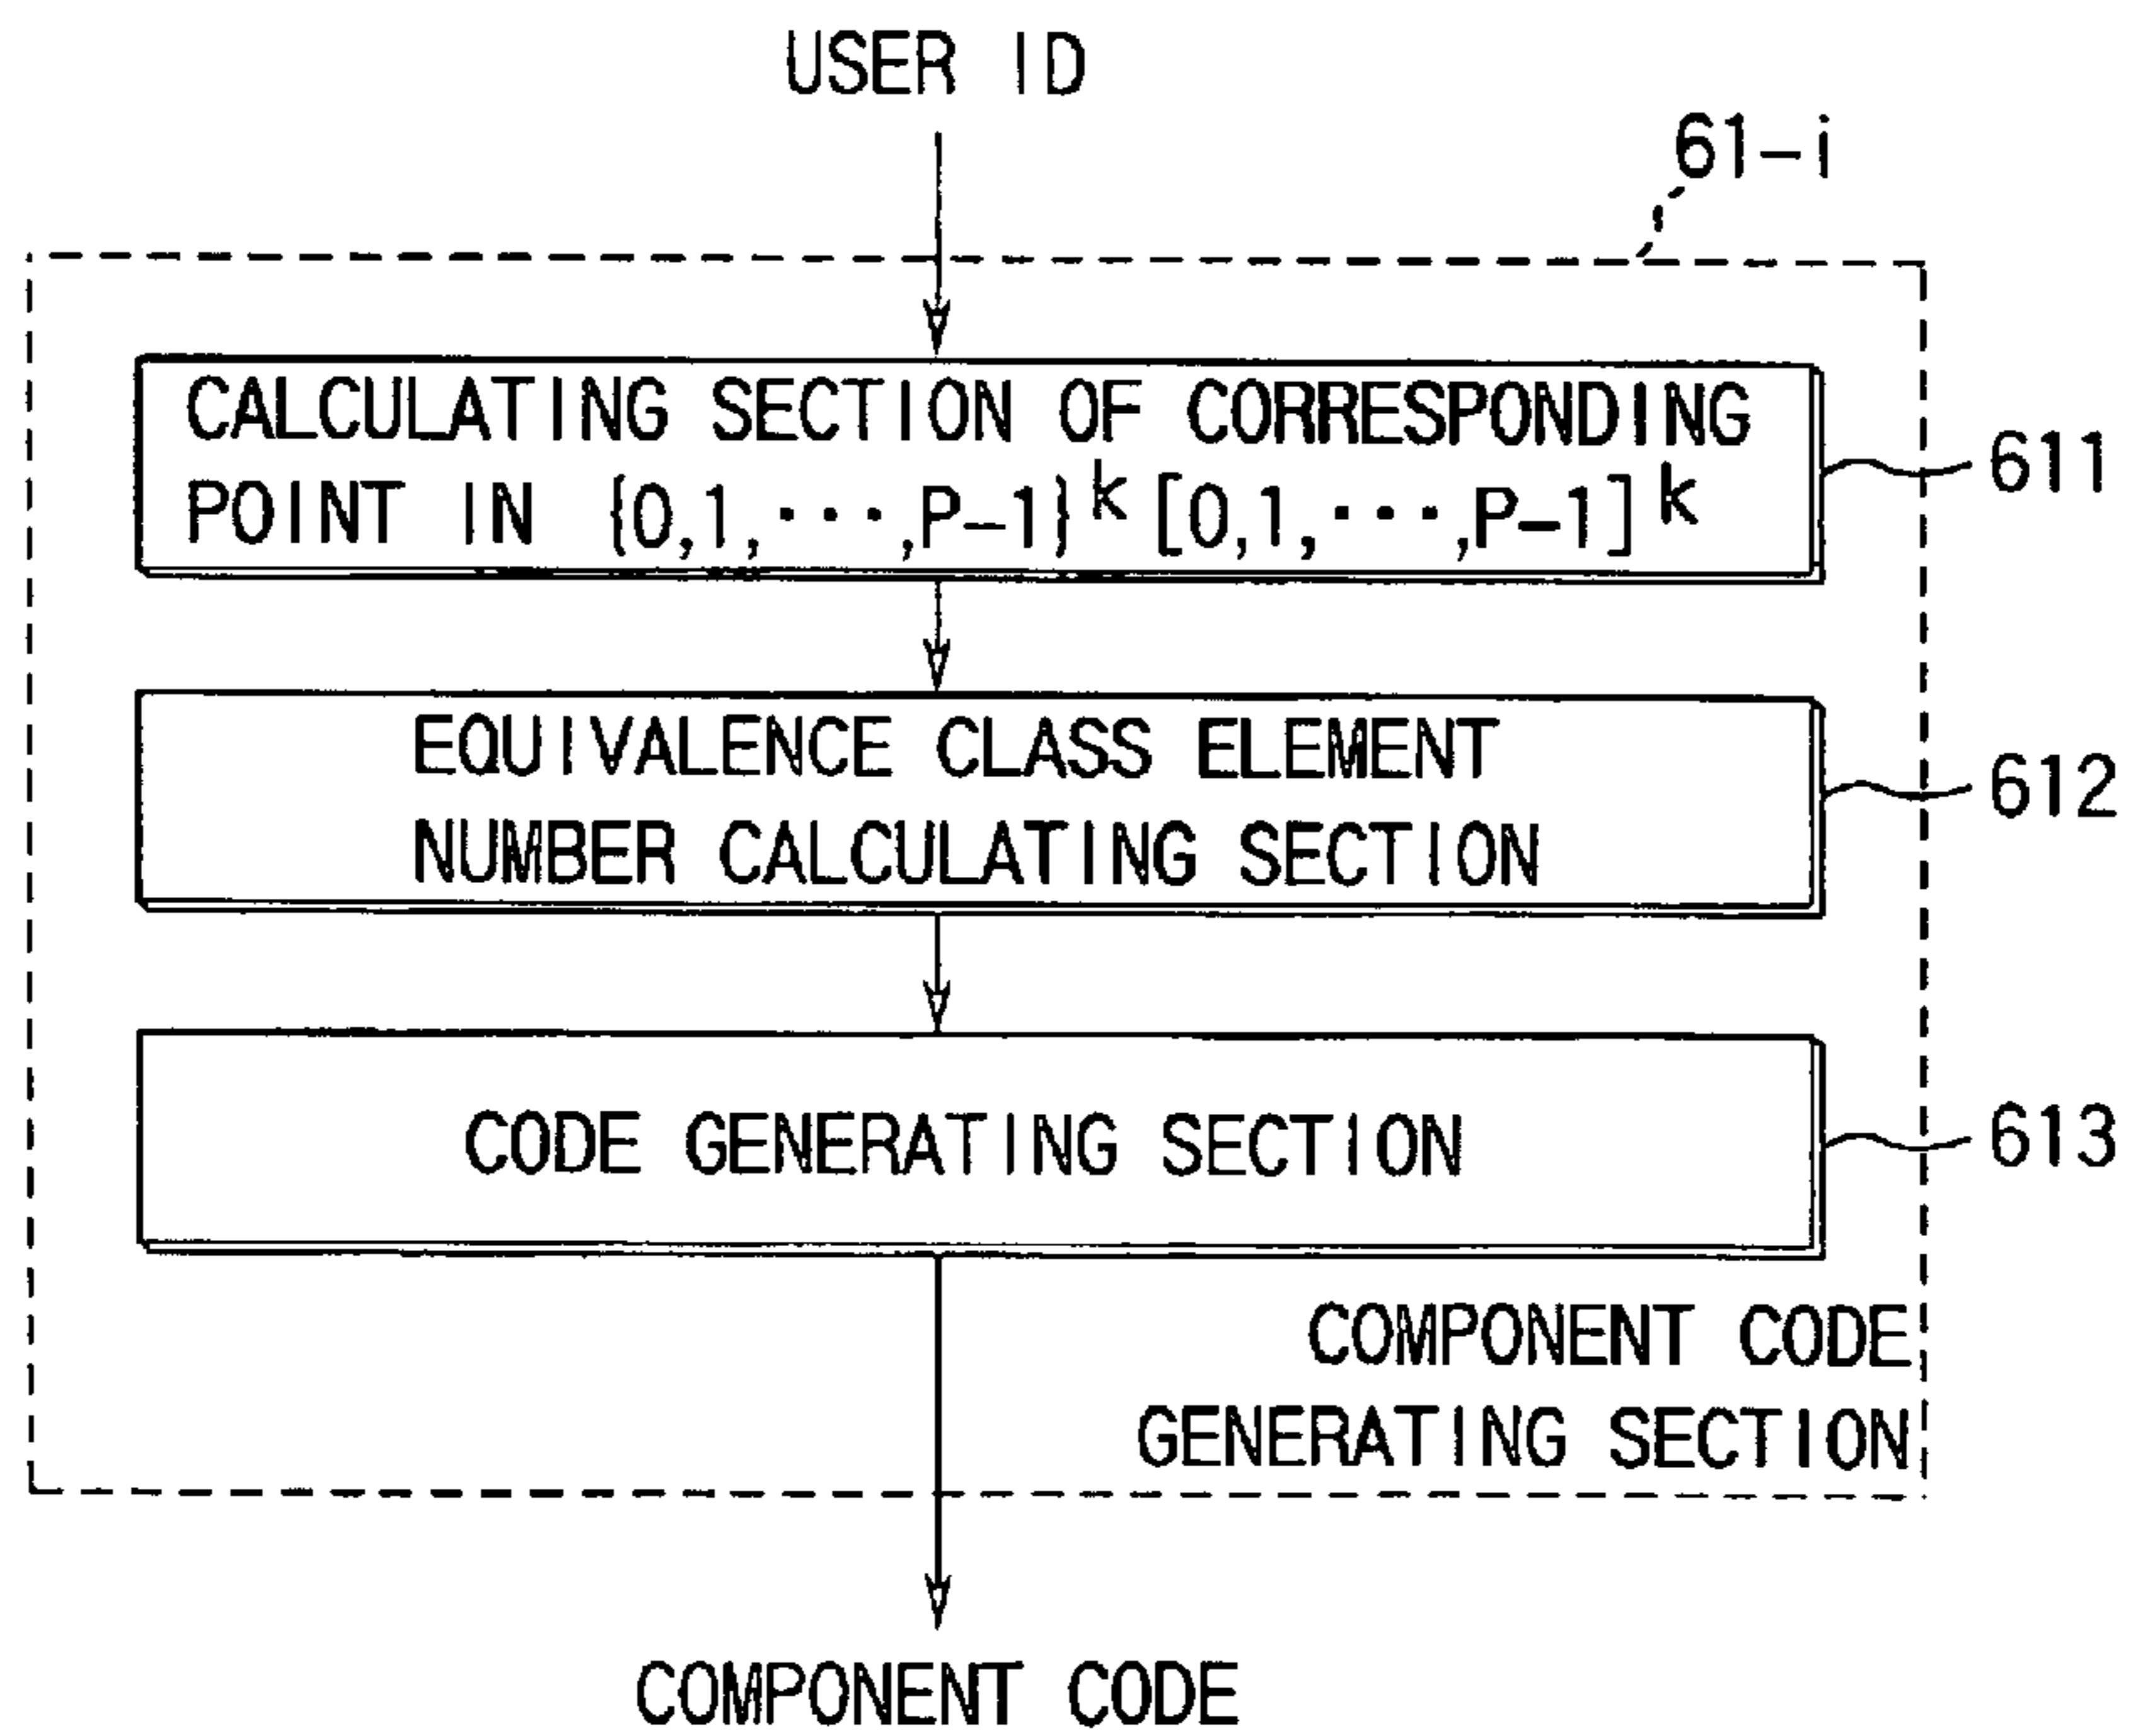 USER ID
61-i
CALCULATING SECTION OF CORRESPONDING
POINT IN {0,1,···,P-1}^k [0,1,···,P-1]^k
611
EQUIVALENCE CLASS ELEMENT
NUMBER CALCULATING SECTION
612
CODE GENERATING SECTION
613
COMPONENT CODE
GENERATING SECTION
COMPONENT CODE